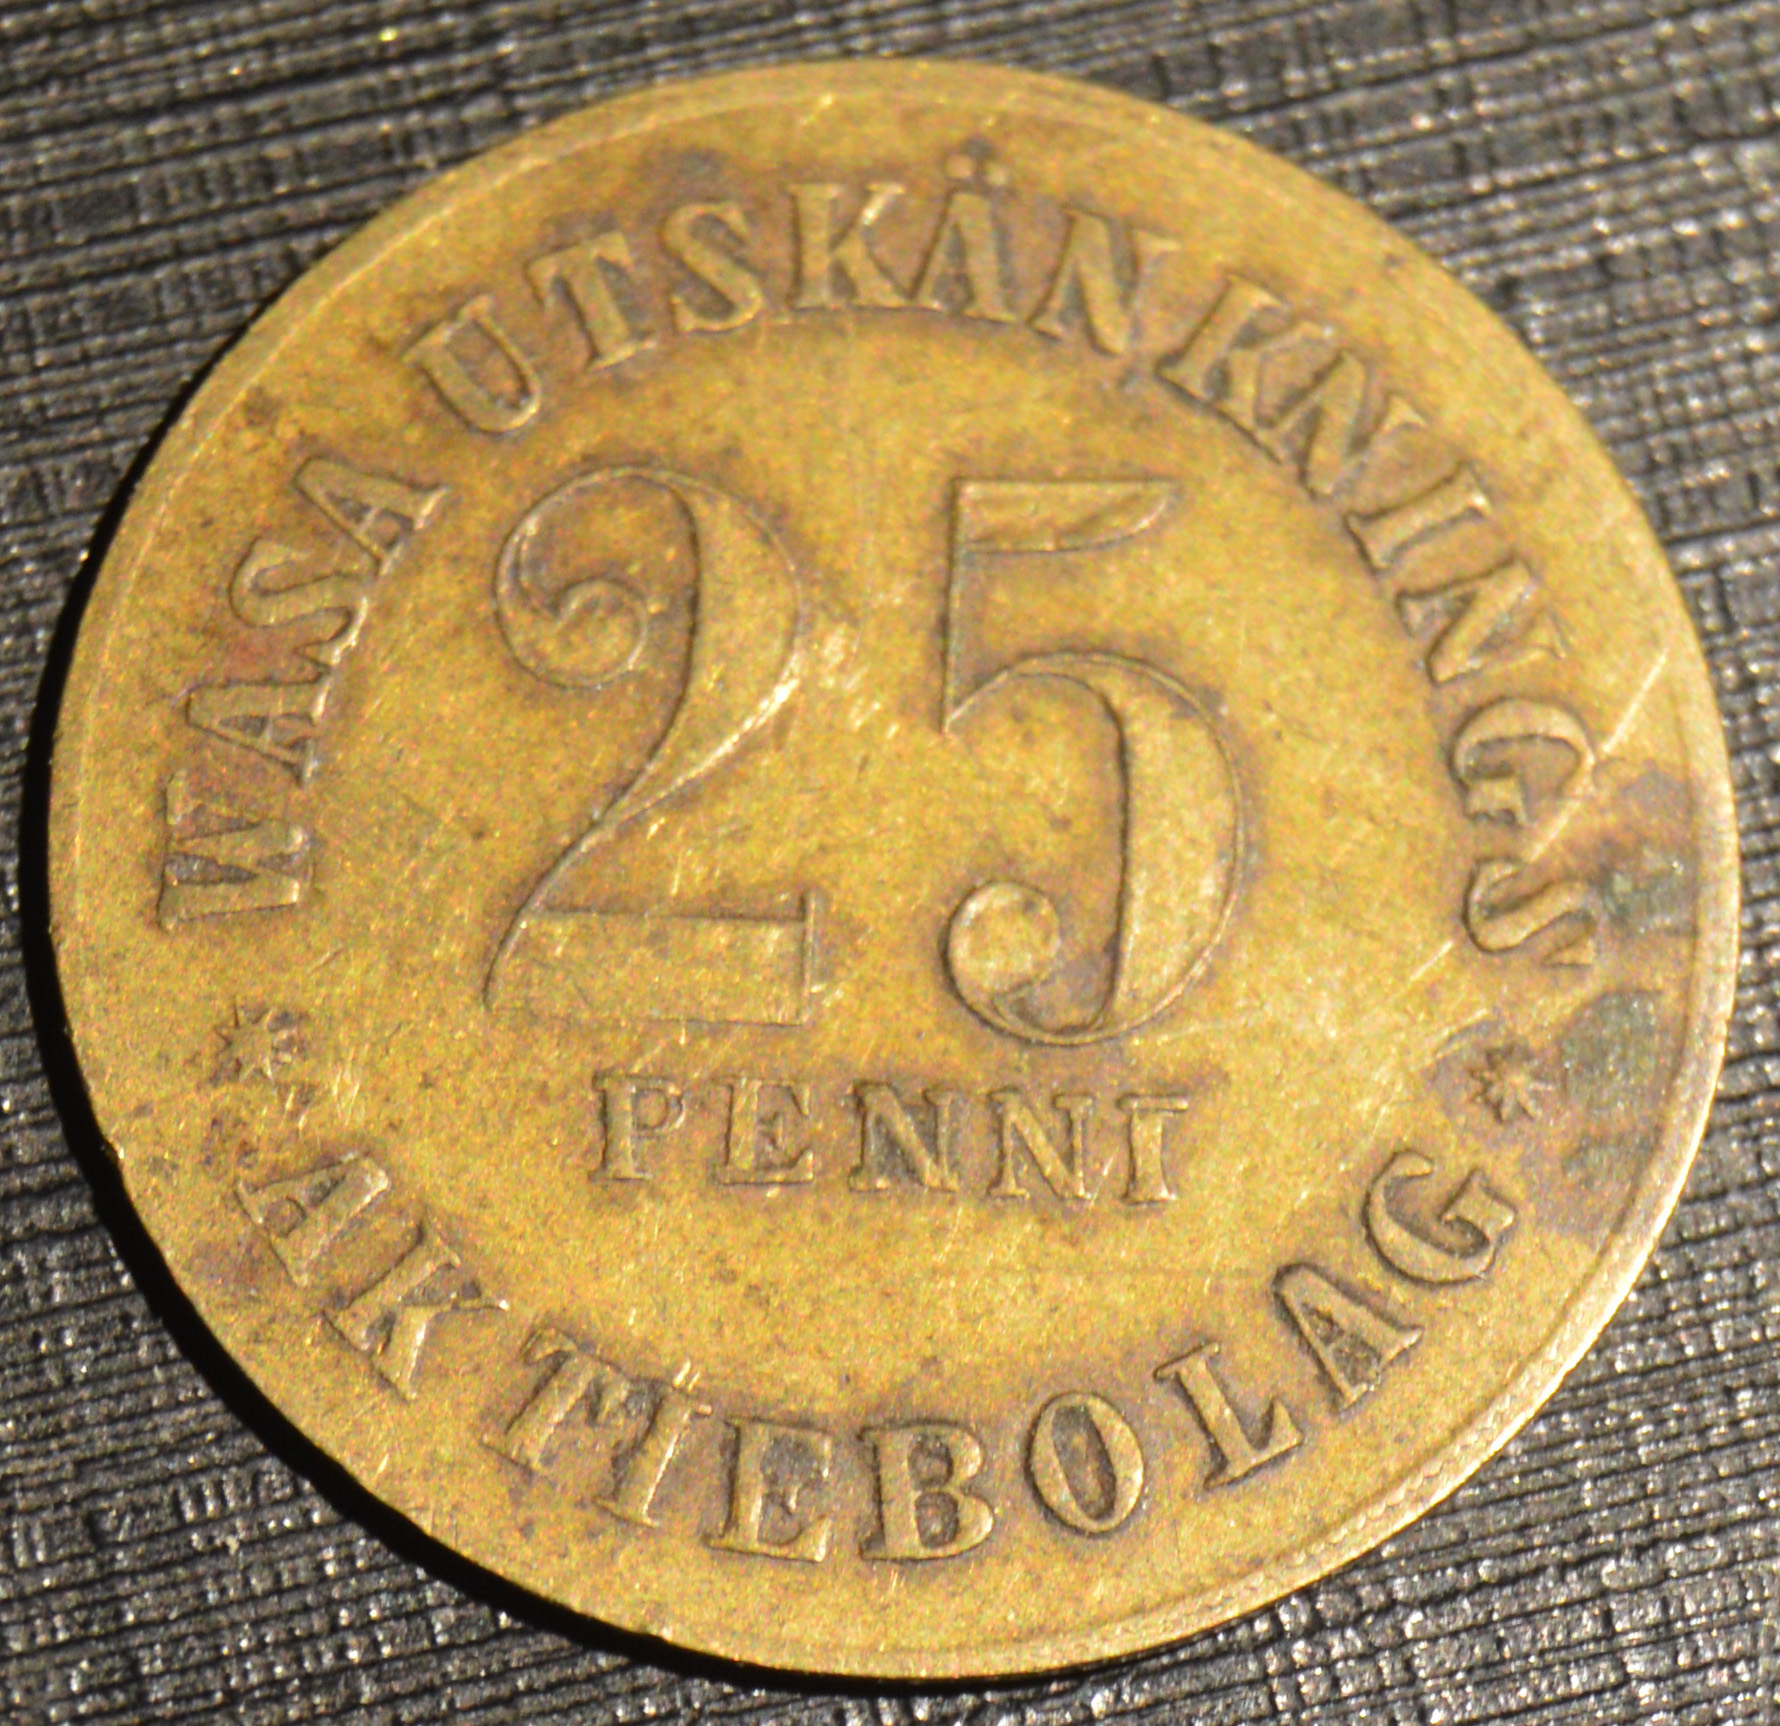 WASA UTSKÄNKNINGS
25
PENNI
AKTIEBOLAG